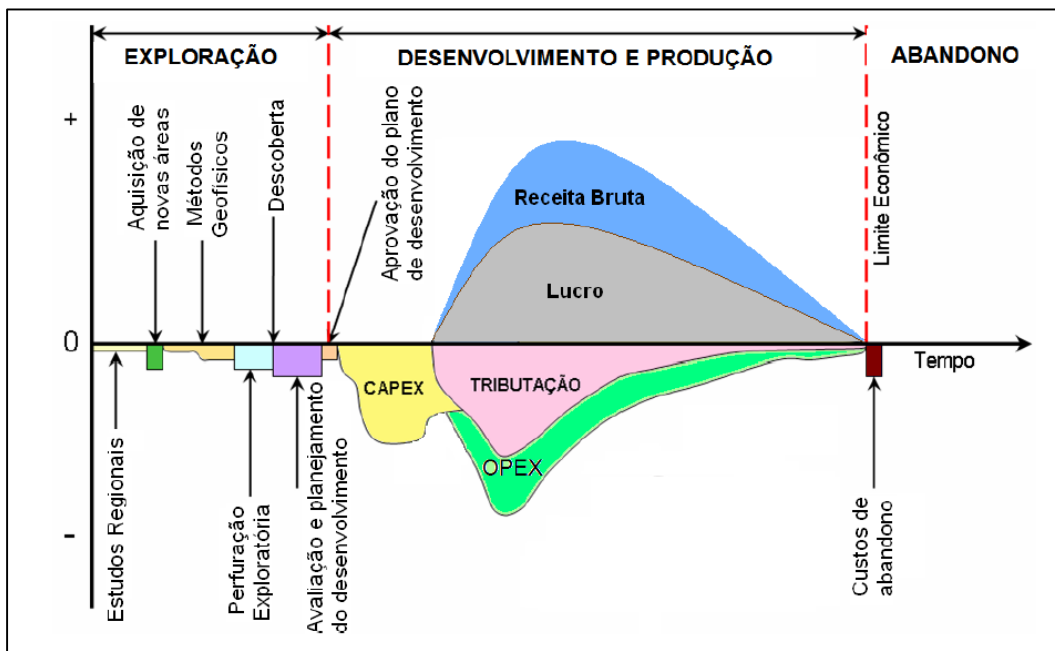 EXPLORAÇÃO
DESENVOLVIMENTO E PRODUÇÃO
ABANDONO
+
0
-
Aquisição de
novas áreas
Métodos
Geofísicos
Descoberta
Aprovação do plano
de desenvolvimento
Receita Bruta
Lucro
Limite Econômico
Tempo
CAPEX
TRIBUTAÇÃO
OPEX
Estudos Regionais
Perfuração
Exploratória
Avaliação e planejamento
do desenvolvimento
Custos de
abandono